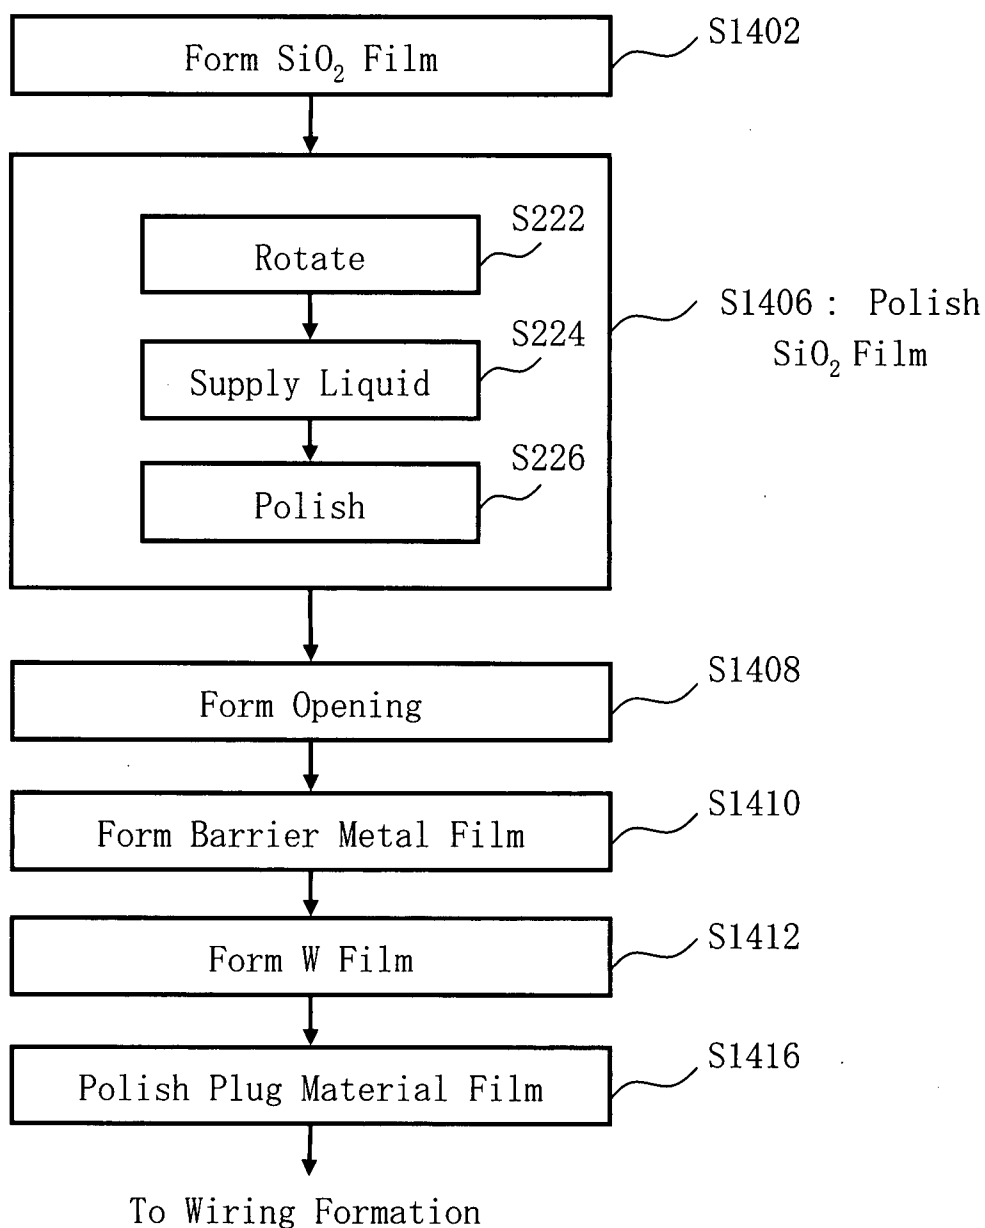 Form SiO₂ Film
S1402
S222
Rotate
S224
Supply Liquid
S226
Polish
S1406 : Polish
SiO₂ Film
Form Opening
S1408
Form Barrier Metal Film
S1410
Form W Film
S1412
Polish Plug Material Film
S1416
To Wiring Formation